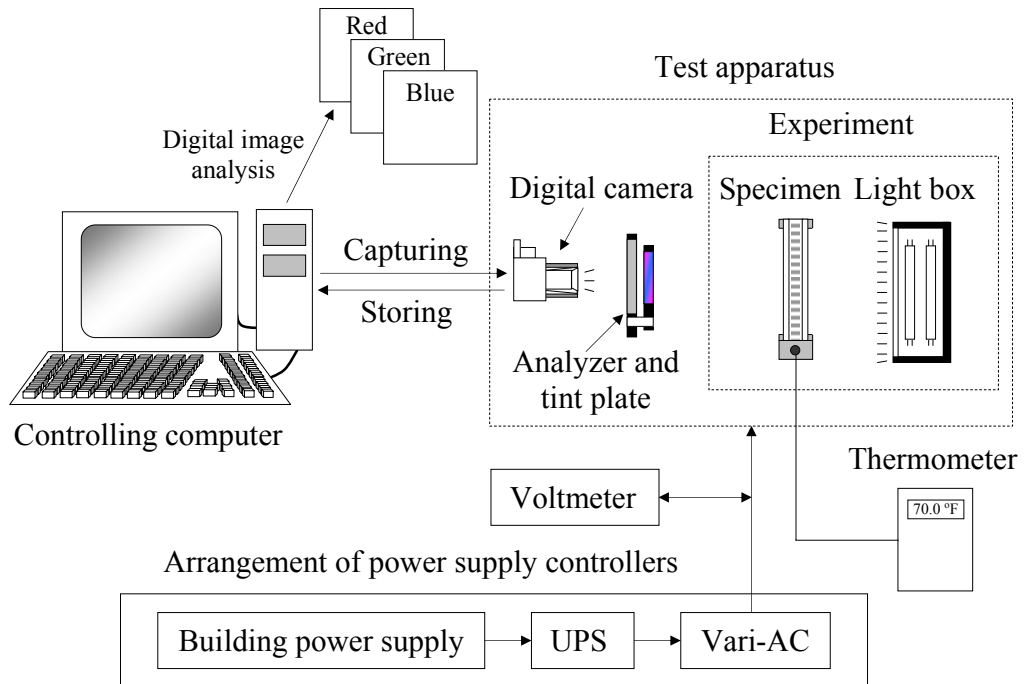 Red
Green
Blue
Digital image
analysis
Test apparatus
Experiment
Digital camera
Specimen
Light box
Capturing
Storing
Analyzer and
tint plate
Controlling computer
Thermometer
70.0 °F
Voltmeter
Arrangement of power supply controllers
Building power supply
UPS
Vari-AC